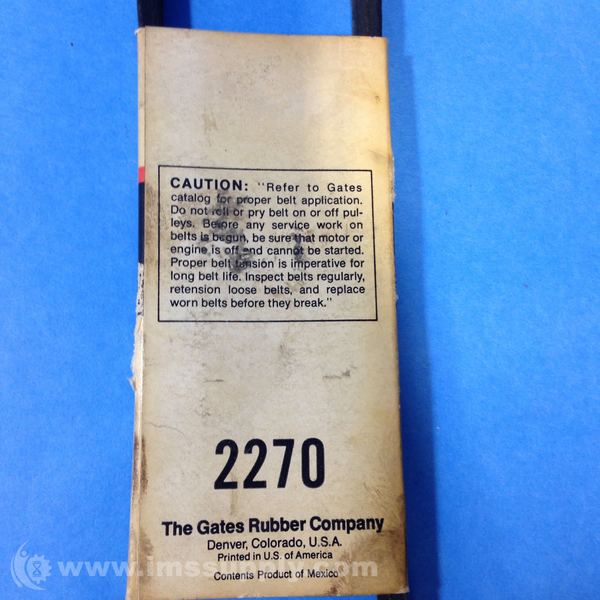 CAUTION: "Refer to Gates
catalog for proper belt application.
Do not roll or pry belt on or off pul-
leys. Before any service work on
belts is begun, be sure that motor or
engine is off and cannot be started.
Proper belt tension is imperative for
long belt life. Inspect belts regularly,
retension loose belts, and replace
worn belts before they break."
2270
The Gates Rubber Company
Denver, Colorado, U.S.A.
Printed in U.S. of America
Contents Product of Mexico